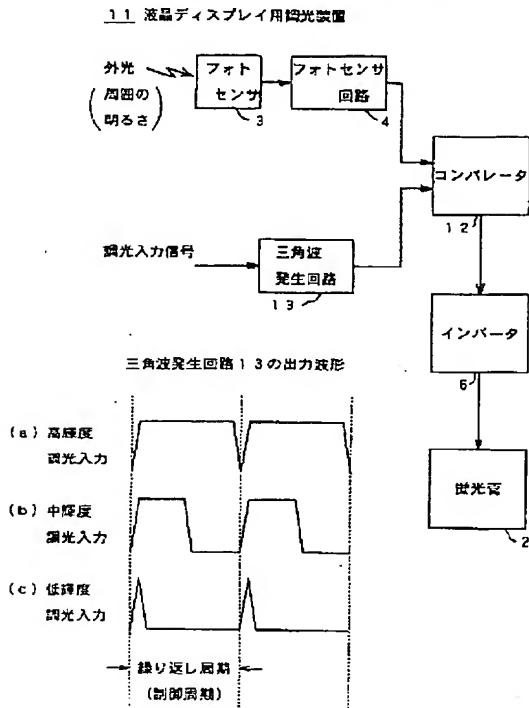 11 液晶ディスプレイ用調光装置
外光
(周囲の
明るさ)
フォト
センサ
3
フォトセンサ
回路
4
コンパレータ
12
調光入力信号
三角波
発生回路
13
インバータ
6
三角波発生回路13の出力波形
蛍光管
2
(a) 高輝度
調光入力
(b) 中輝度
調光入力
(c) 低輝度
調光入力
繰り返し周期
(制御周期)